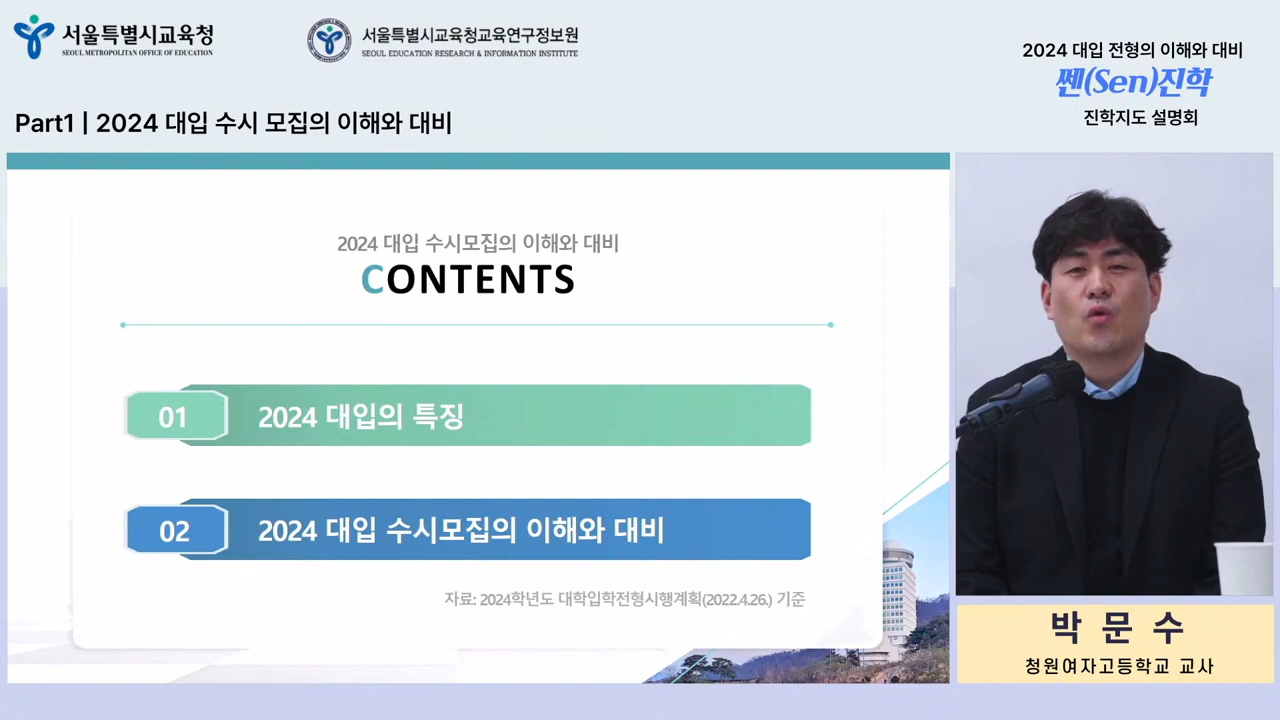 서울특별시교육청
SEOUL METROPOLITAN OFFICE OF EDUCATION
서울특별시교육청교육연구정보원
SEOUL EDUCATION RESEARCH & INFORMATION INSTITUTE
2024 대입 전형의 이해와 대비
쎈(Sen)진학
진학지도 설명회
Part1 | 2024 대입 수시 모집의 이해와 대비
2024 대입 수시모집의 이해와 대비
CONTENTS
01 2024 대입의 특징
02 2024 대입 수시모집의 이해와 대비
자료: 2024학년도 대학입학전형시행계획(2022.4.26.) 기준
박 문 수
청원여자고등학교 교사